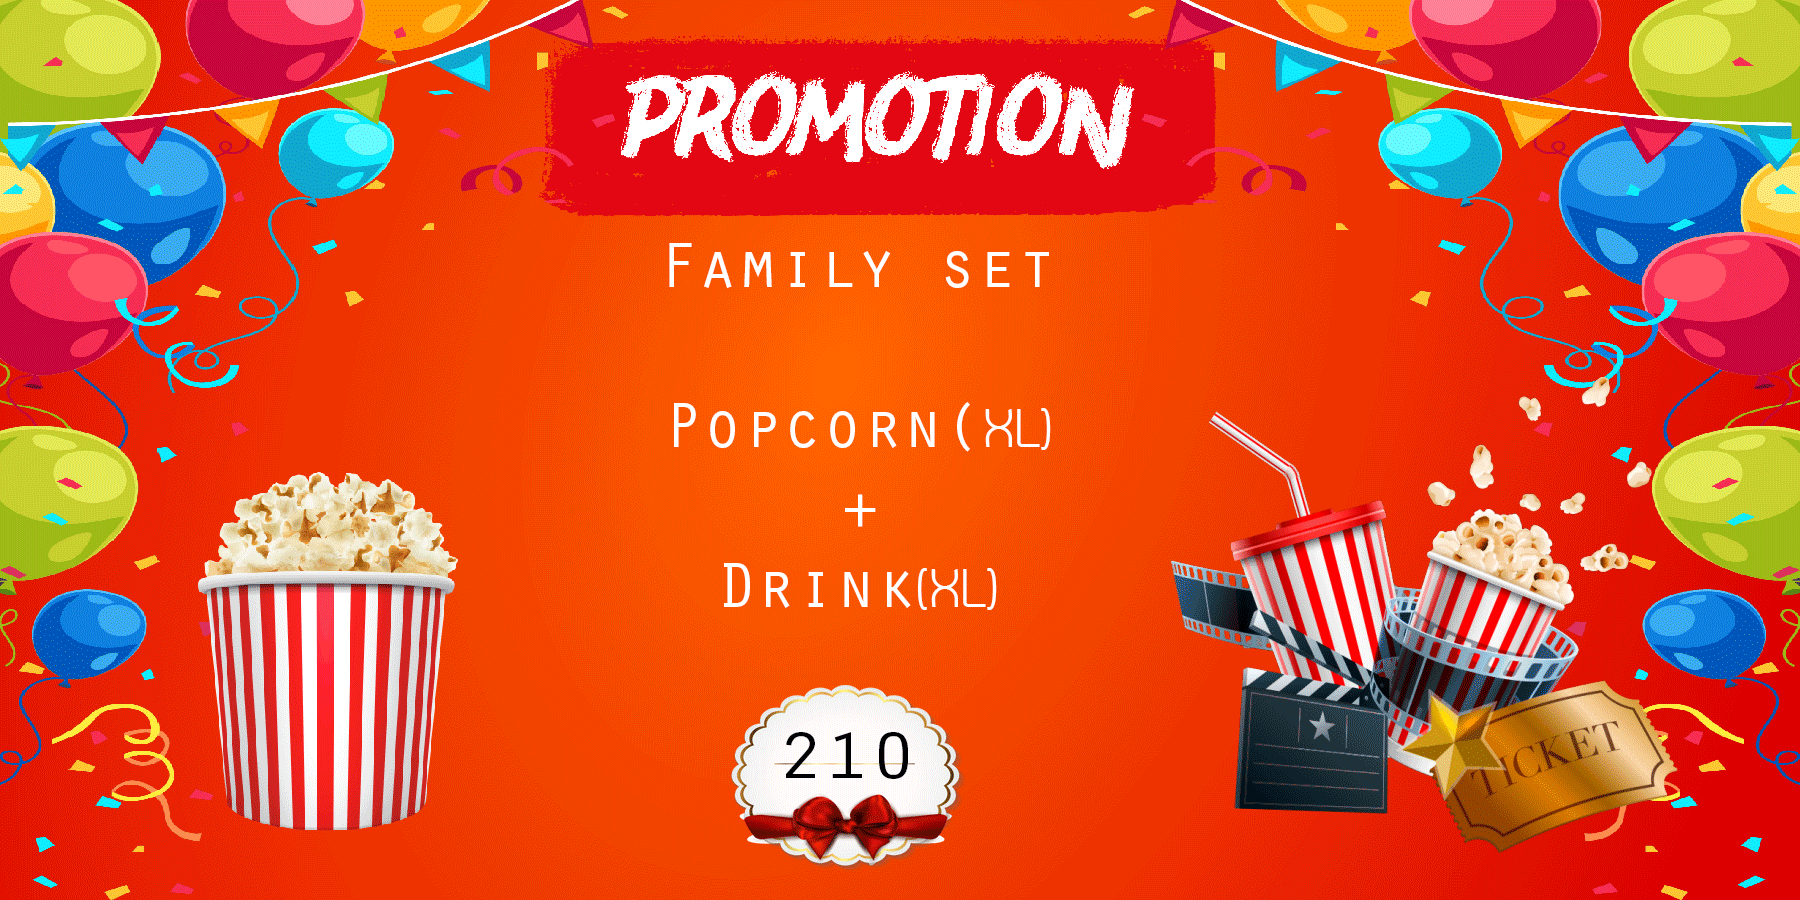 PROMOTION
FAMILY SET
POPCORN(XL)
+
DRINK(XL)
210
TICKET